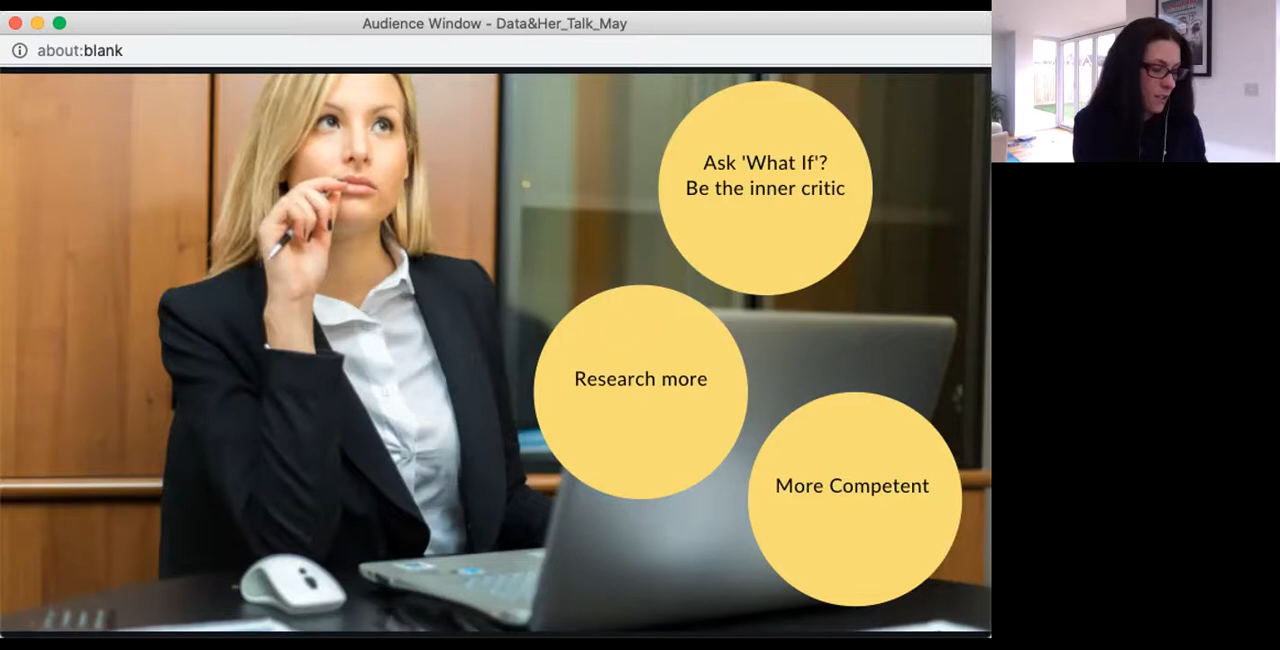 Audience Window - Data&Her_Talk_May
about:blank
Ask 'What If'?
Be the inner critic
Research more
More Competent